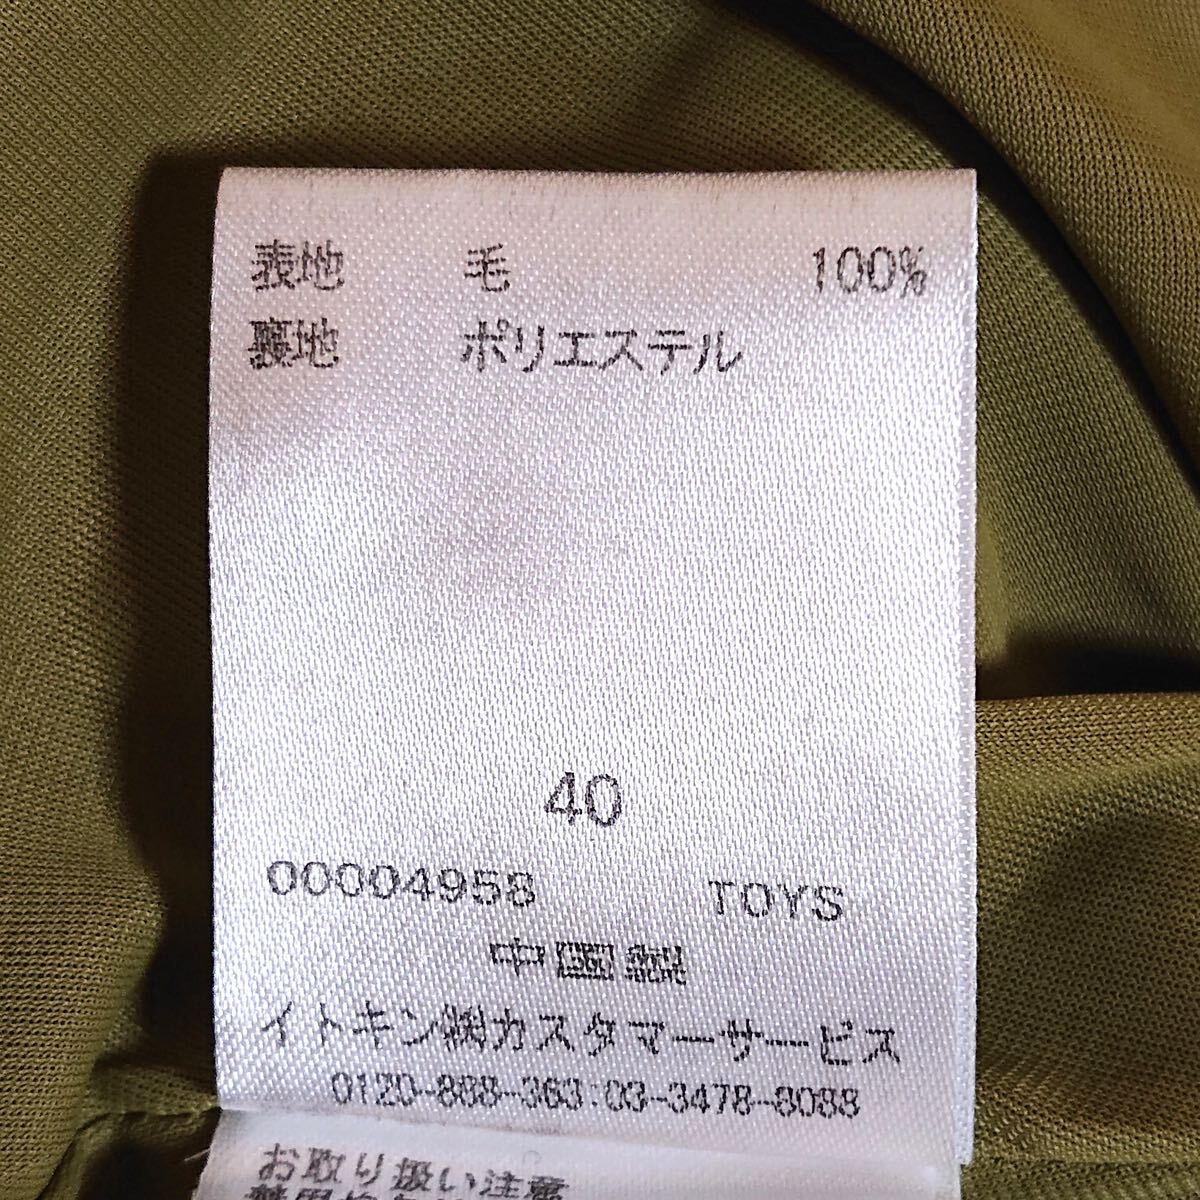 表地 毛 100%
裏地 ポリエステル
40
00004958 TOYS
中国製
イトキン㈱カスタマーサービス
0120-888-363:03-3478-8088
お取り扱い注意